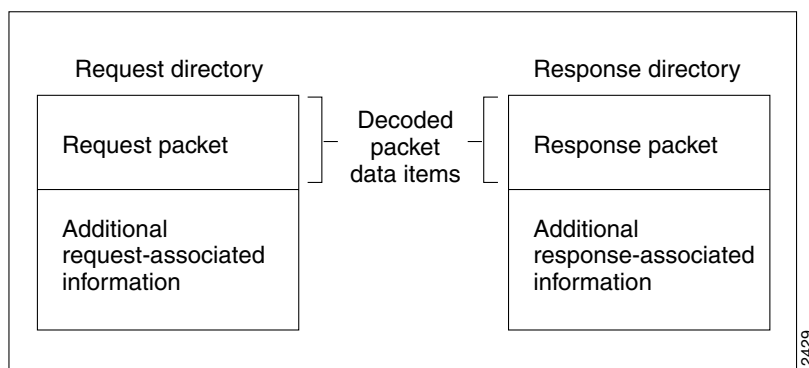 Request directory
Request packet
Additional
request-associated
information
Decoded
packet
data items
Response directory
Response packet
Additional
response-associated
information
2429